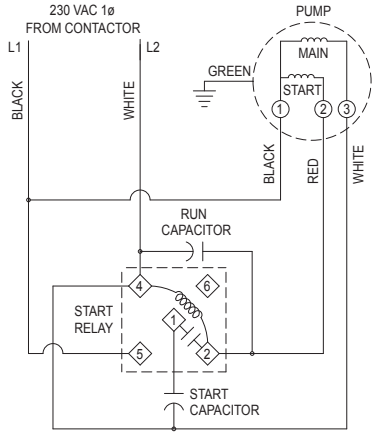 230 VAC 1ø
FROM CONTACTOR
L1
L2
BLACK
WHITE
PUMP
MAIN
START
GREEN
1
2
3
BLACK
RED
WHITE
RUN
CAPACITOR
START
RELAY
4
6
1
5
2
START
CAPACITOR